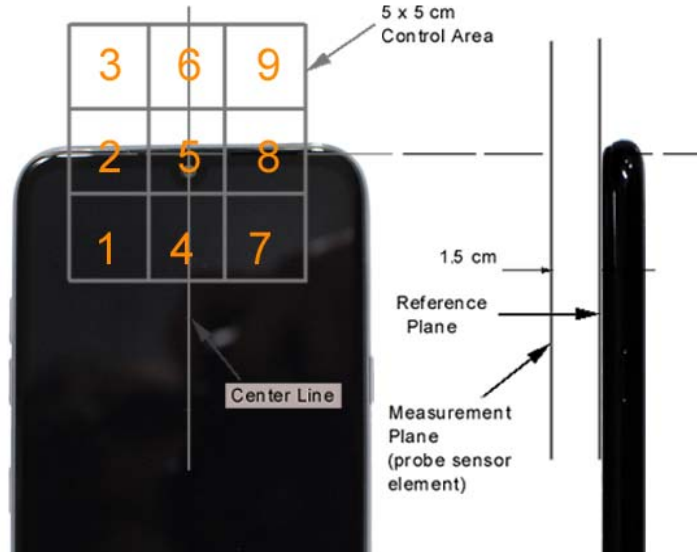 5 x 5 cm
Control Area
3 6 9
2 5 8
1 4 7
1.5 cm
Reference
Plane
Center Line
Measurement
Plane
(probe sensor
element)